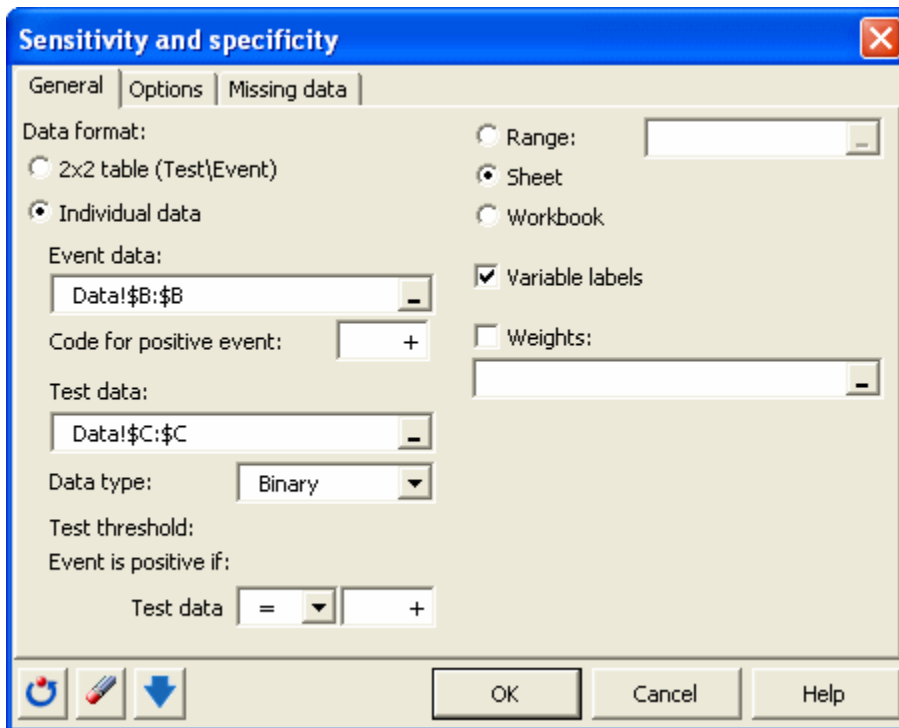 Sensitivity and specificity
General
Options
Missing data
Data format:
2x2 table (Test\Event)
Individual data
Event data:
Data!$B:$B
Code for positive event:
+
Test data:
Data!$C:$C
Data type:
Binary
Test threshold:
Event is positive if:
Test data
=
+
Range:
Sheet
Workbook
Variable labels
Weights:
OK
Cancel
Help